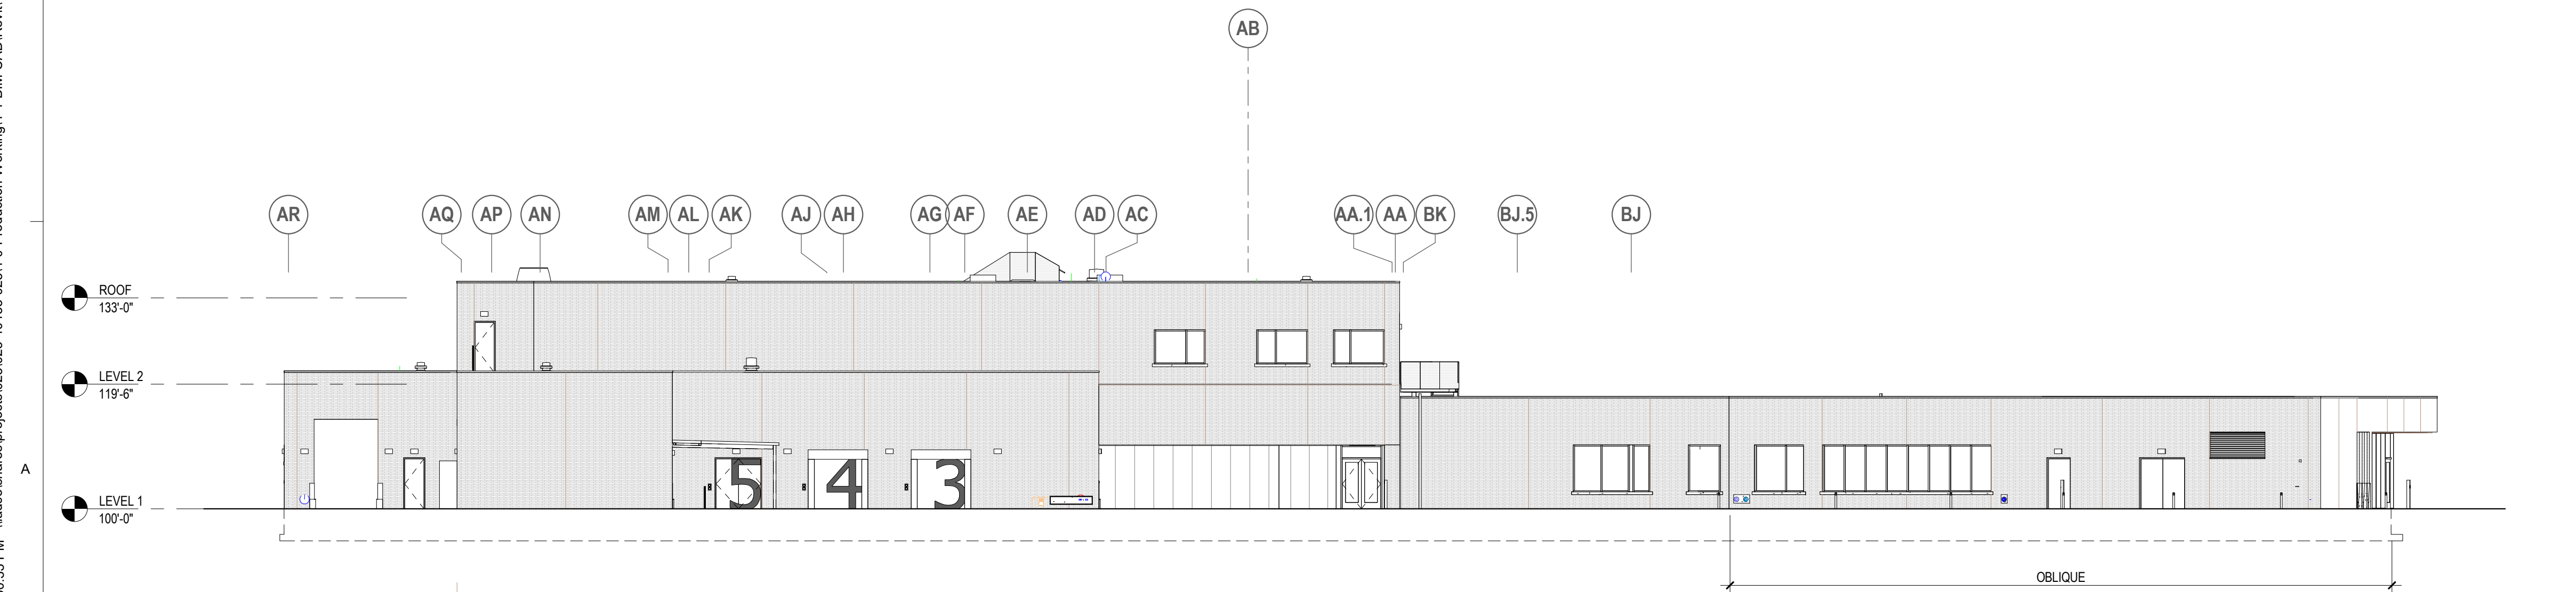 AB
AR
AQ
AP
AN
AM
AL
AK
AJ
AH
AG
AF
AE
AD
AC
AA.1
AA
BK
BJ.5
BJ
ROOF
133'-0"
LEVEL 2
119'-6"
A
5
4
3
LEVEL 1
100'-0"
OBLIQUE